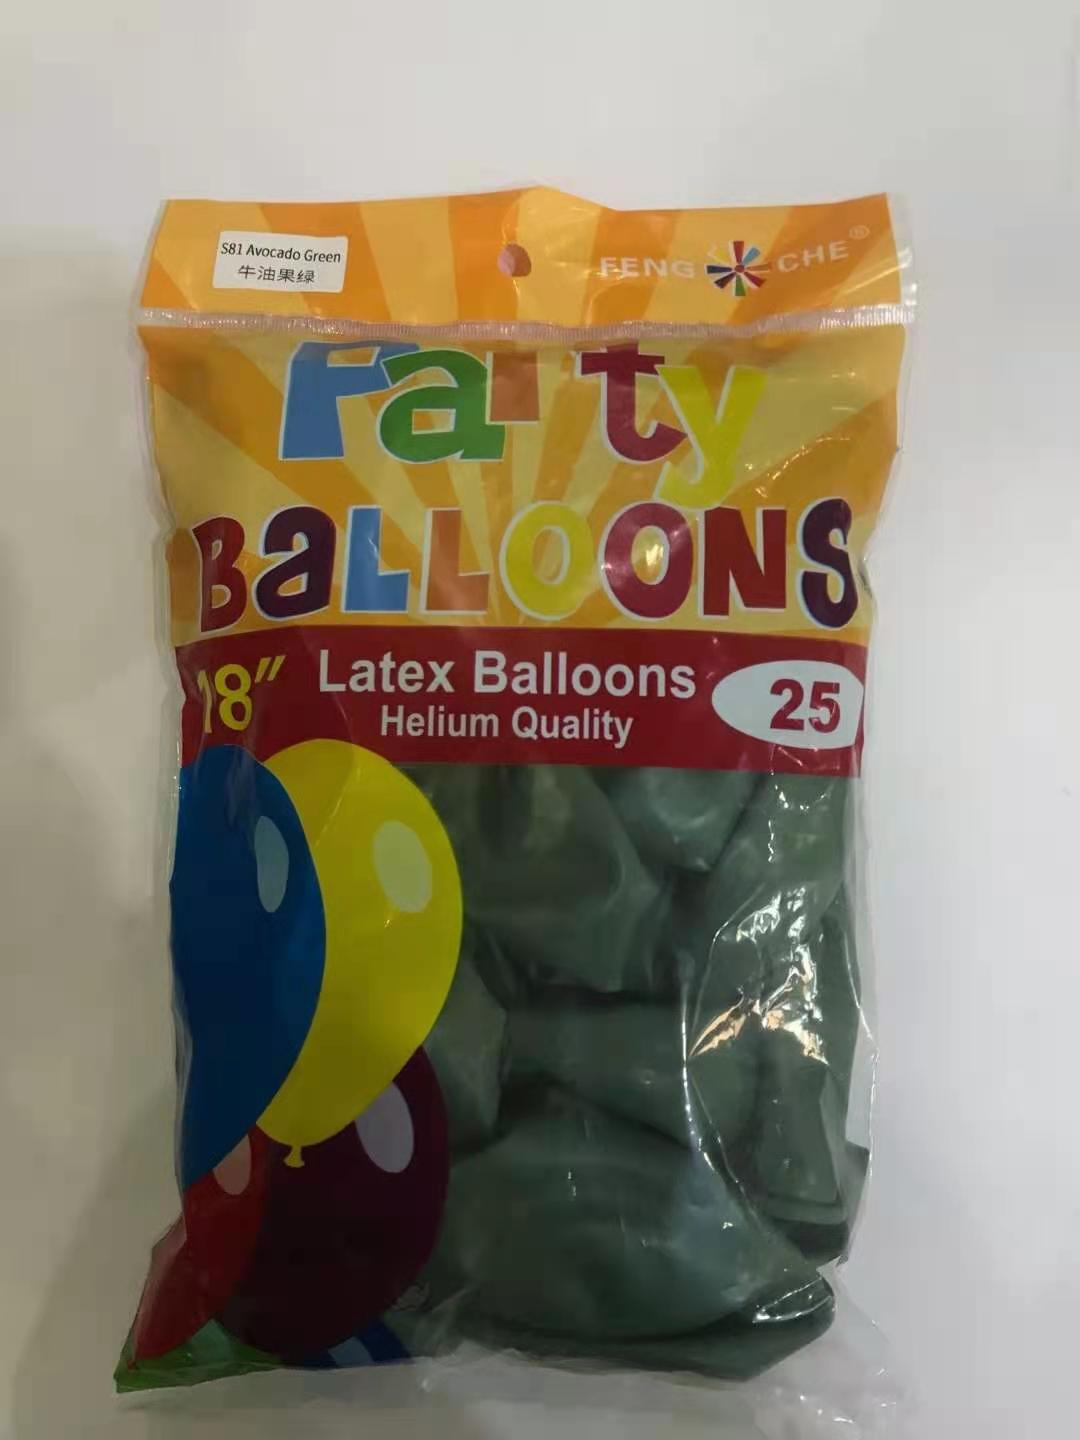 S81 Avocado Green
牛油果绿
FENG CHE®
Party
BaLLOONS
18" Latex Balloons 25
Helium Quality